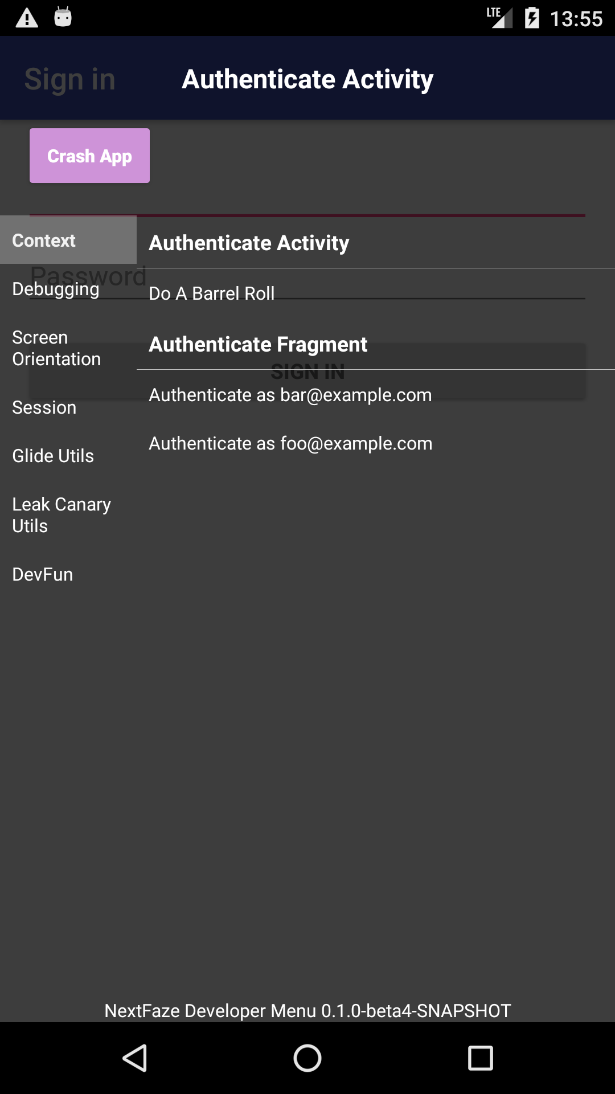 LTE 13:55
Sign in Authenticate Activity
Crash App
Context
Authenticate Activity
Password
Debugging
Do A Barrel Roll
Screen
Orientation
Authenticate Fragment
SIGN IN
Authenticate as bar@example.com
Session
Authenticate as foo@example.com
Glide Utils
Leak Canary
Utils
DevFun
NextFaze Developer Menu 0.1.0-beta4-SNAPSHOT